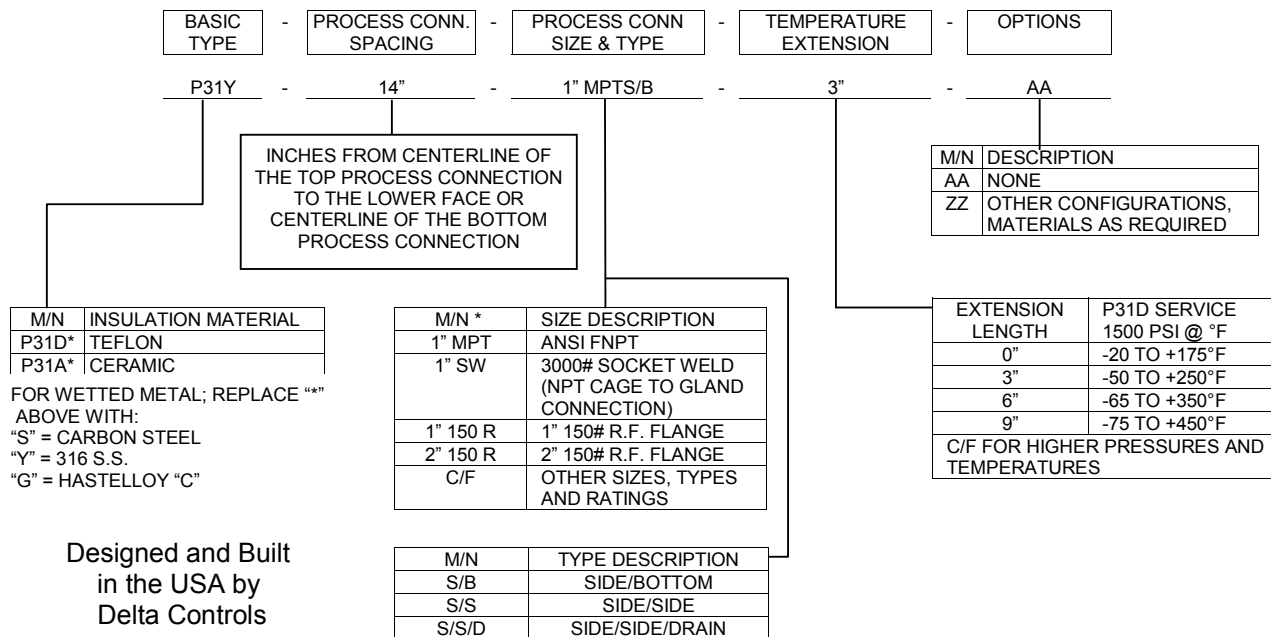 BASIC TYPE - PROCESS CONN. SPACING - PROCESS CONN SIZE & TYPE - TEMPERATURE EXTENSION - OPTIONS
P31Y - 14” - 1” MPTS/B - 3” - AA
INCHES FROM CENTERLINE OF
THE TOP PROCESS CONNECTION
TO THE LOWER FACE OR
CENTERLINE OF THE BOTTOM
PROCESS CONNECTION
M/N DESCRIPTION
AA NONE
ZZ OTHER CONFIGURATIONS,
MATERIALS AS REQUIRED
M/N INSULATION MATERIAL
P31D* TEFLON
P31A* CERAMIC
FOR WETTED METAL; REPLACE “*”
ABOVE WITH:
“S” = CARBON STEEL
“Y” = 316 S.S.
“G” = HASTELLOY “C”
M/N * SIZE DESCRIPTION
1” MPT ANSI FNPT
1” SW 3000# SOCKET WELD
(NPT CAGE TO GLAND
CONNECTION)
1” 150 R 1” 150# R.F. FLANGE
2” 150 R 2” 150# R.F. FLANGE
C/F OTHER SIZES, TYPES
AND RATINGS
EXTENSION LENGTH P31D SERVICE 1500 PSI @ °F
0” -20 TO +175°F
3” -50 TO +250°F
6” -65 TO +350°F
9” -75 TO +450°F
C/F FOR HIGHER PRESSURES AND
TEMPERATURES
M/N TYPE DESCRIPTION
S/B SIDE/BOTTOM
S/S SIDE/SIDE
S/S/D SIDE/SIDE/DRAIN
Designed and Built
in the USA by
Delta Controls